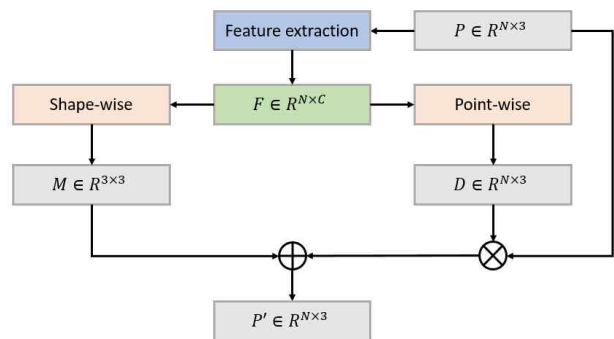 Feature extraction
P ∈ R^{N×3}
Shape-wise
F ∈ R^{N×C}
Point-wise
M ∈ R^{3×3}
D ∈ R^{N×3}
P′ ∈ R^{N×3}